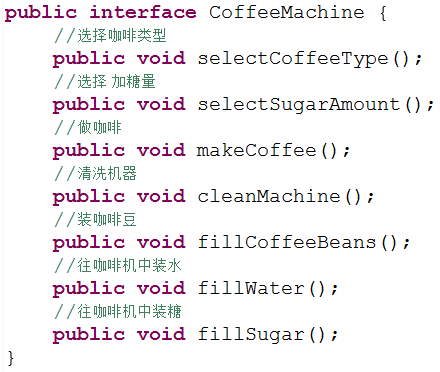 public interface CoffeeMachine {
//选择咖啡类型
public void selectCoffeeType();
//选择 加糖量
public void selectSugarAmount();
//做咖啡
public void makeCoffee();
//清洗机器
public void cleanMachine();
//装咖啡豆
public void fillCoffeeBeans();
//往咖啡机中装水
public void fillWater();
//往咖啡机中装糖
public void fillSugar();
}